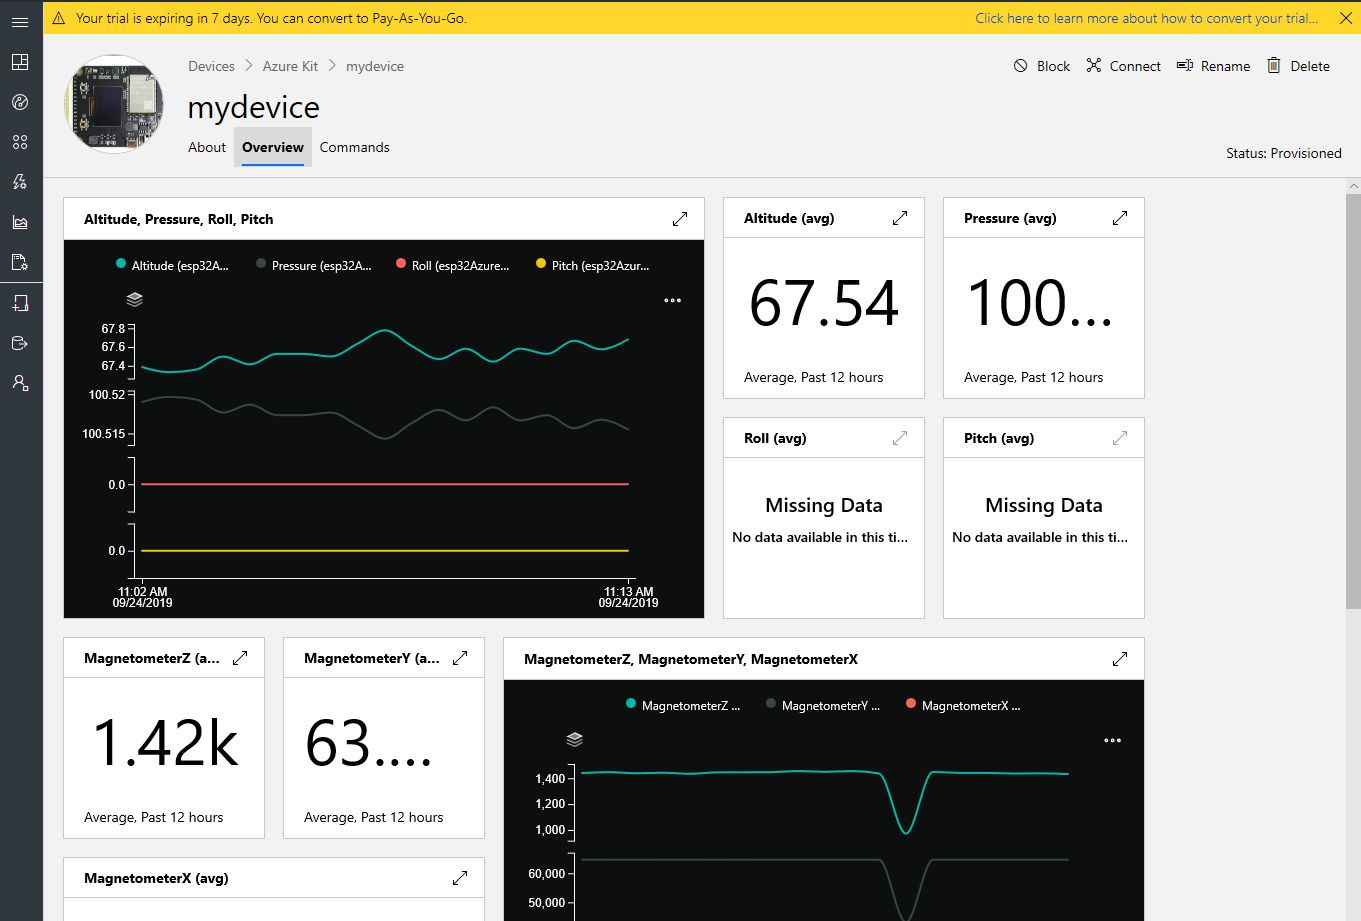 Your trial is expiring in 7 days. You can convert to Pay-As-You-Go.
Click here to learn more about how to convert your trial...
Devices > Azure Kit > mydevice
Block
Connect
Rename
Delete
mydevice
About
Overview
Commands
Status: Provisioned
Altitude, Pressure, Roll, Pitch
Altitude (esp32A...
Pressure (esp32A...
Roll (esp32Azure...
Pitch (esp32Azur...
67.8
67.6
67.4
100.52
100.515
0.0
0.0
11:02 AM
09/24/2019
11:13 AM
09/24/2019
Altitude (avg)
67.54
Average, Past 12 hours
Pressure (avg)
100...
Average, Past 12 hours
Roll (avg)
Missing Data
No data available in this ti...
Pitch (avg)
Missing Data
No data available in this ti...
MagnetometerZ (a...
1.42k
Average, Past 12 hours
MagnetometerY (a...
63....
Average, Past 12 hours
MagnetometerZ, MagnetometerY, MagnetometerX
MagnetometerZ ...
MagnetometerY ...
MagnetometerX ...
1,400
1,200
1,000
60,000
50,000
MagnetometerX (avg)